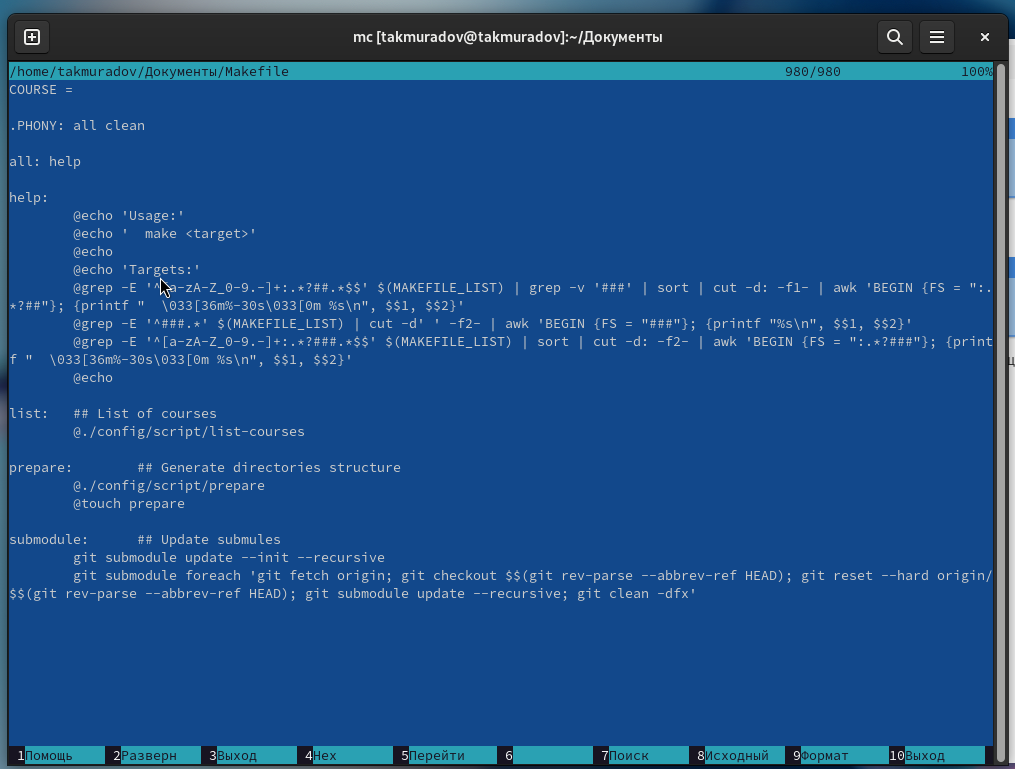 mc [takmuradov@takmuradov]:~/Документы
/home/takmuradov/Документы/Makefile 980/980 100%
COURSE =
.PHONY: all clean
all: help
help:
@echo 'Usage:'
@echo '  make <target>'
@echo
@echo 'Targets:'
@grep -E '^[a-zA-Z_0-9.-]+:.*?##.*$$' $(MAKEFILE_LIST) | grep -v '###' | sort | cut -d: -f1- | awk 'BEGIN {FS = ":.
*?##"}; {printf "  \033[36m%-30s\033[0m %s\n", $$1, $$2}'
@grep -E '^###.*' $(MAKEFILE_LIST) | cut -d' ' -f2- | awk 'BEGIN {FS = "###"}; {printf "%s\n", $$1, $$2}'
@grep -E '^[a-zA-Z_0-9.-]+:.*?###.*$$' $(MAKEFILE_LIST) | sort | cut -d: -f2- | awk 'BEGIN {FS = ":.*?###"}; {print
f "  \033[36m%-30s\033[0m %s\n", $$1, $$2}'
@echo
list:   ## List of courses
@./config/script/list-courses
prepare:        ## Generate directories structure
@./config/script/prepare
@touch prepare
submodule:      ## Update submules
git submodule update --init --recursive
git submodule foreach 'git fetch origin; git checkout $$(git rev-parse --abbrev-ref HEAD); git reset --hard origin/
$$(git rev-parse --abbrev-ref HEAD); git submodule update --recursive; git clean -dfx'
1Помощь 2Разверн 3Выход 4Hex 5Перейти 6 7Поиск 8Исходный 9Формат 10Выход